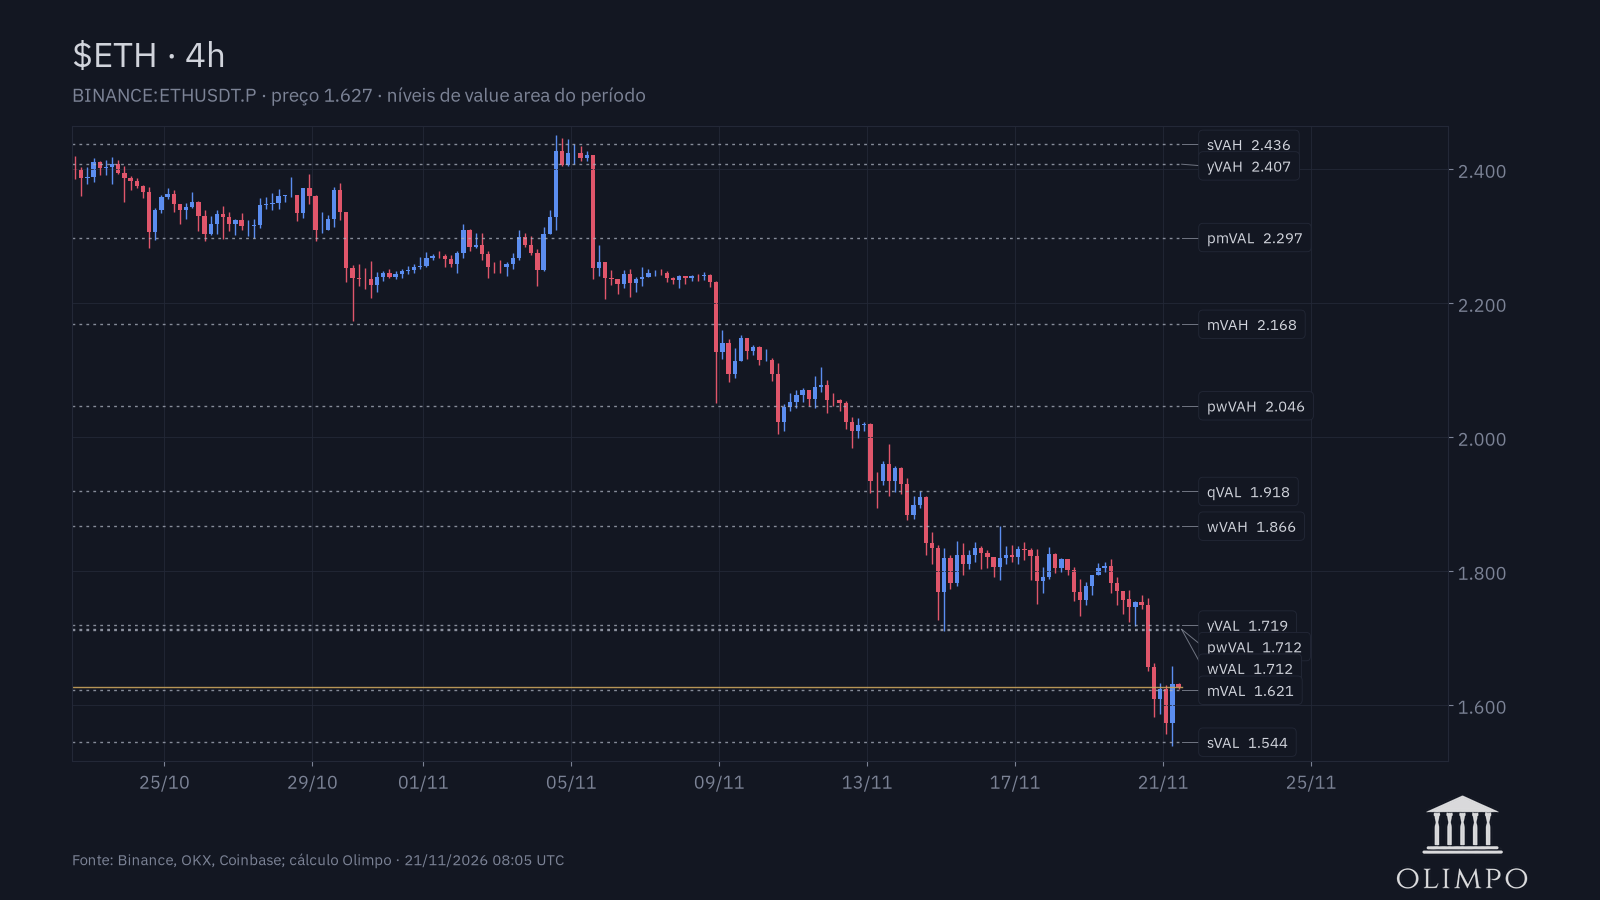 $ETH · 4h
BINANCE:ETHUSDT.P · preço 1.627 · níveis de value area do período
sVAH 2.436
yVAH 2.407
2.400
pmVAL 2.297
2.200
mVAH 2.168
pwVAH 2.046
2.000
qVAL 1.918
wVAH 1.866
1.800
yVAL 1.719
pwVAL 1.712
wVAL 1.712
mVAL 1.621
1.600
sVAL 1.544
25/10 29/10 01/11 05/11 09/11 13/11 17/11 21/11 25/11
Fonte: Binance, OKX, Coinbase; cálculo Olimpo · 21/11/2026 08:05 UTC
OLIMPO